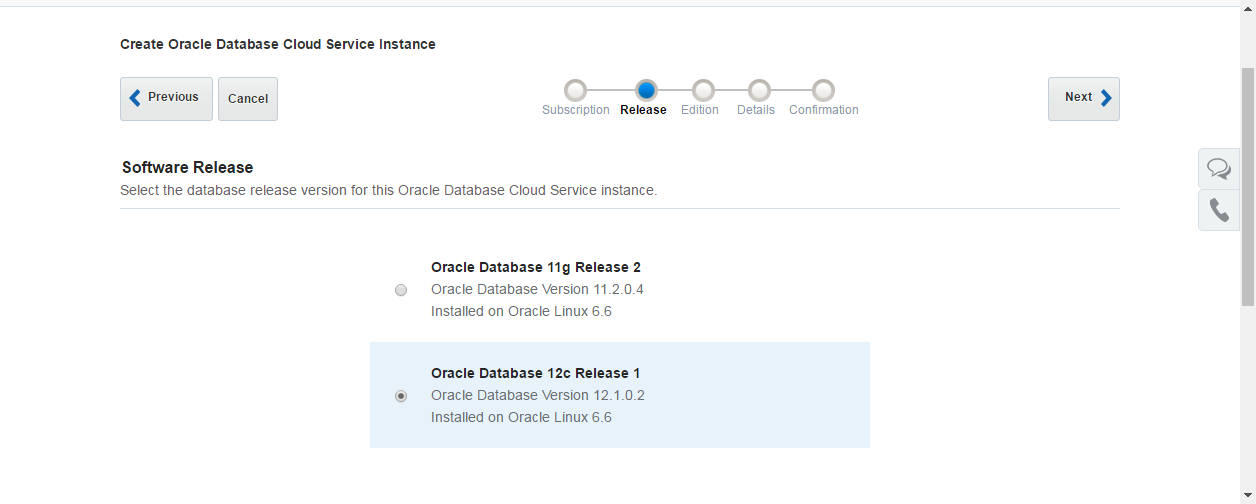 Create Oracle Database Cloud Service Instance
Previous
Cancel
Subscription
Release
Edition
Details
Confirmation
Next
Software Release
Select the database release version for this Oracle Database Cloud Service instance.
Oracle Database 11g Release 2
Oracle Database Version 11.2.0.4
Installed on Oracle Linux 6.6
Oracle Database 12c Release 1
Oracle Database Version 12.1.0.2
Installed on Oracle Linux 6.6